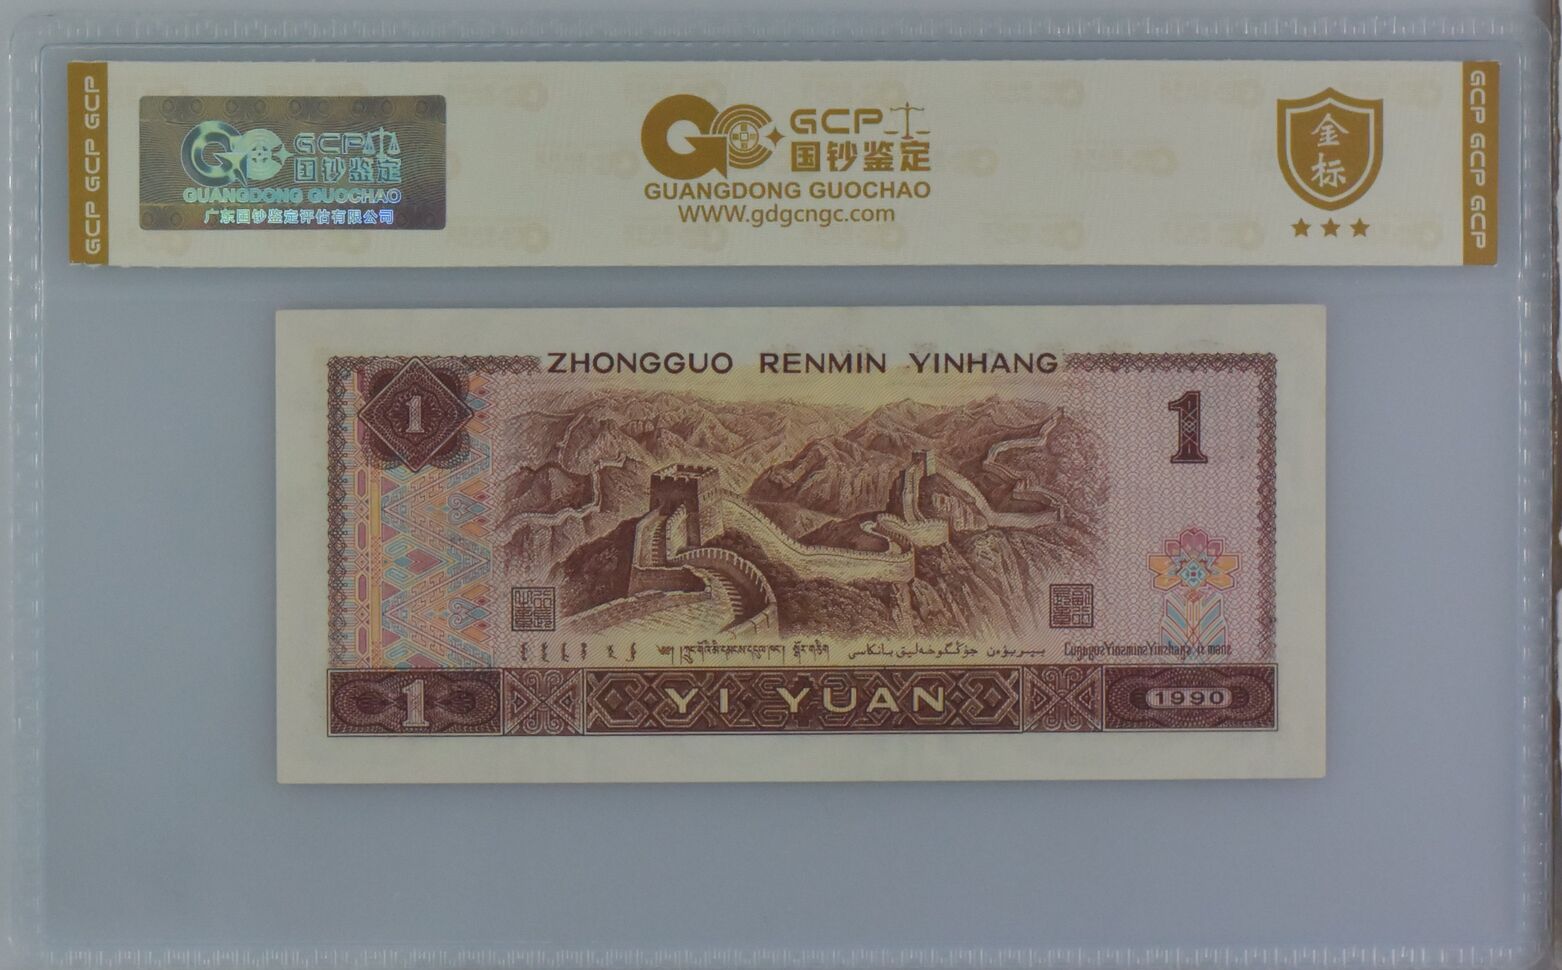 GCP GCP GCP
GCP 国钞鉴定
GUANGDONG GUOCHAO
广东国钞鉴定评估有限公司
GCP
国钞鉴定
GUANGDONG GUOCHAO
WWW.gdgcngc.com
金标
GCP GCP GCP
ZHONGGUO RENMIN YINHANG
1
1
1
YI YUAN
1990